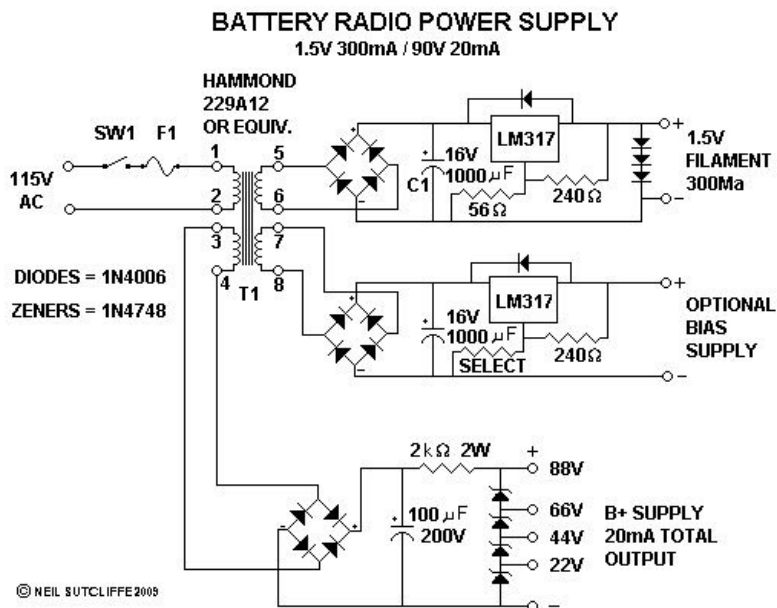 BATTERY RADIO POWER SUPPLY
1.5V 300mA / 90V 20mA
HAMMOND
229A12
OR EQUIV.
SW1 F1
1 5
115V
AC
2 6
3 7
4 8
T1
LM317
16V
1000μF
C1
56Ω
240Ω
+
1.5V
FILAMENT
300Ma
-
DIODES = 1N4006
ZENERS = 1N4748
LM317
16V
1000μF
SELECT
240Ω
+
OPTIONAL
BIAS
SUPPLY
-
2kΩ 2W
+
88V
100μF
200V
66V
44V
22V
B+ SUPPLY
20mA TOTAL
OUTPUT
-
© NEIL SUTCLIFFE 2009